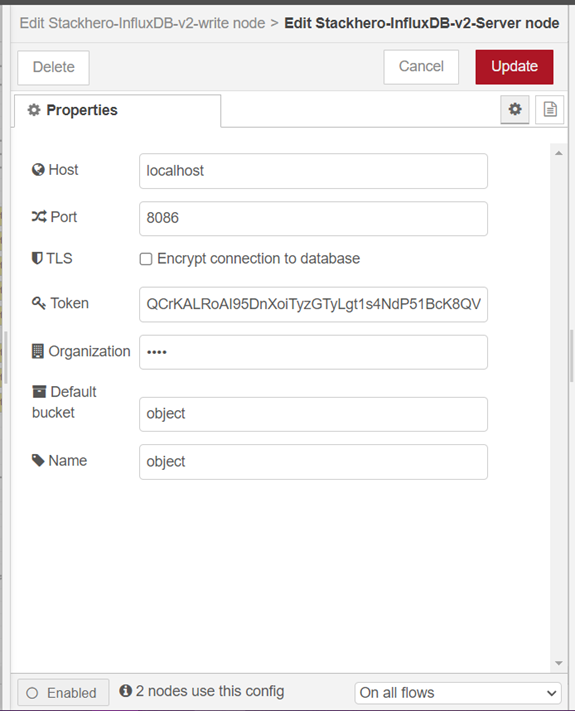 Edit Stackhero-InfluxDB-v2-write node > Edit Stackhero-InfluxDB-v2-Server node
Delete
Cancel
Update
Properties
Host
localhost
Port
8086
TLS
Encrypt connection to database
Token
QCrKALRoAI95DnXoiTyzGTyLgt1s4NdP51BcK8QV
Organization
••••
Default
bucket
object
Name
object
Enabled
2 nodes use this config
On all flows